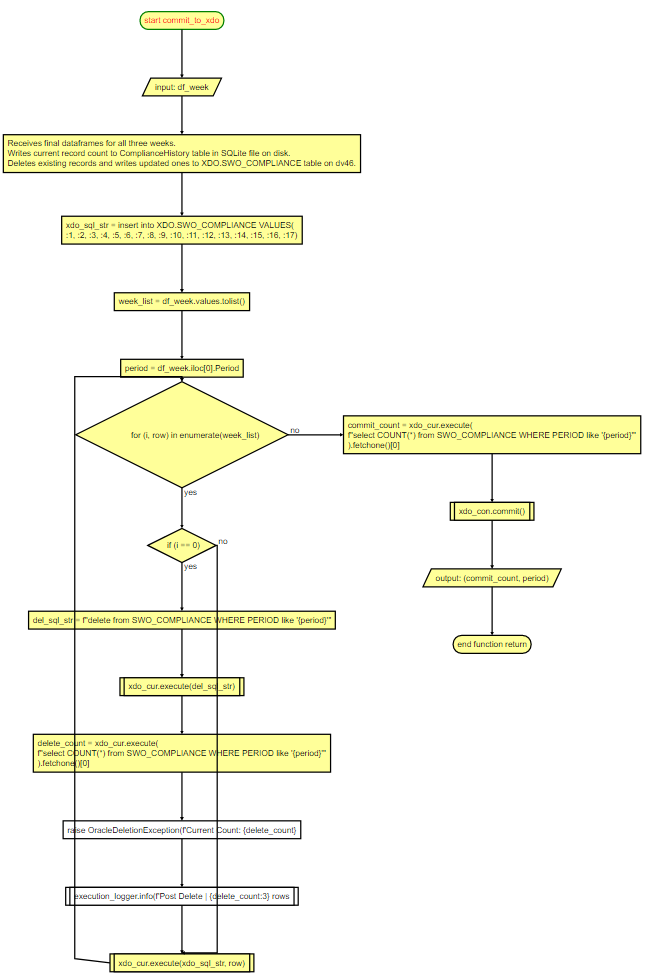 start commit_to_xdo
input: df_week
Receives final dataframes for all three weeks.
Writes current record count to ComplianceHistory table in SQLite file on disk.
Deletes existing records and writes updated ones to XDO.SWO_COMPLIANCE table on dv46.
xdo_sql_str = insert into XDO.SWO_COMPLIANCE VALUES(
:1, :2, :3, :4, :5, :6, :7, :8, :9, :10, :11, :12, :13, :14, :15, :16, :17)
week_list = df_week.values.tolist()
period = df_week.iloc[0].Period
for (i, row) in enumerate(week_list)
no
yes
commit_count = xdo_cur.execute(
f"select COUNT(*) from SWO_COMPLIANCE WHERE PERIOD like '{period}'"
).fetchone()[0]
xdo_con.commit()
output: (commit_count, period)
end function return
if (i == 0)
no
yes
del_sql_str = f"delete from SWO_COMPLIANCE WHERE PERIOD like '{period}'"
xdo_cur.execute(del_sql_str)
delete_count = xdo_cur.execute(
f"select COUNT(*) from SWO_COMPLIANCE WHERE PERIOD like '{period}'"
).fetchone()[0]
raise OracleDeletionException(f'Current Count: {delete_count}
execution_logger.info(f'Post Delete | {delete_count:3} rows
xdo_cur.execute(xdo_sql_str, row)